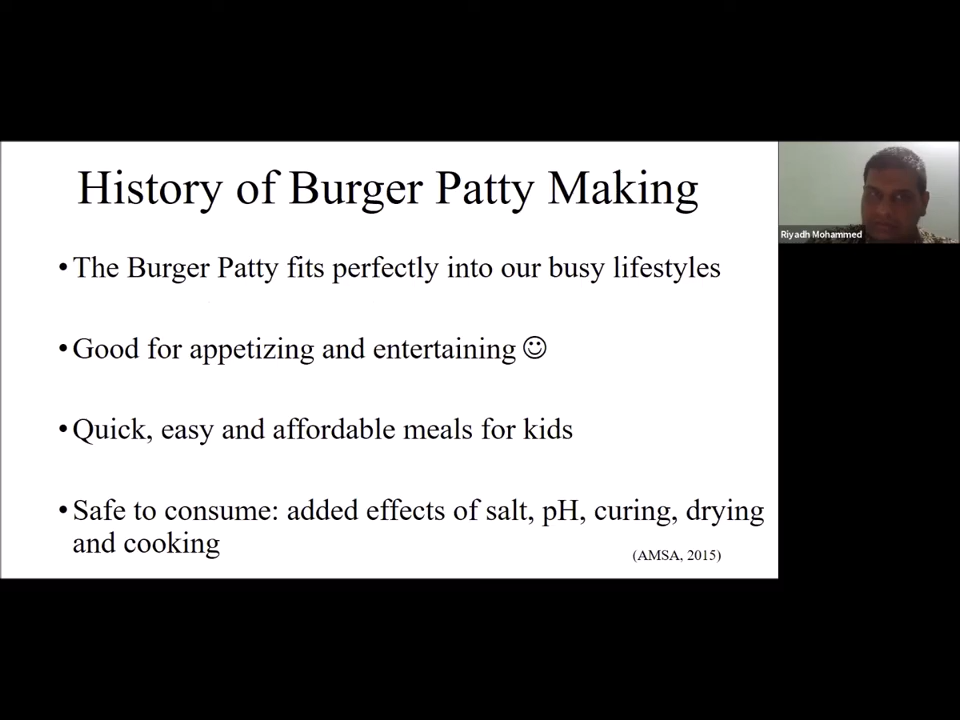 History of Burger Patty Making
Riyadh Mohammed
•The Burger Patty fits perfectly into our busy lifestyles
•Good for appetizing and entertaining ☺
•Quick, easy and affordable meals for kids
•Safe to consume: added effects of salt, pH, curing, drying
and cooking
(AMSA, 2015)